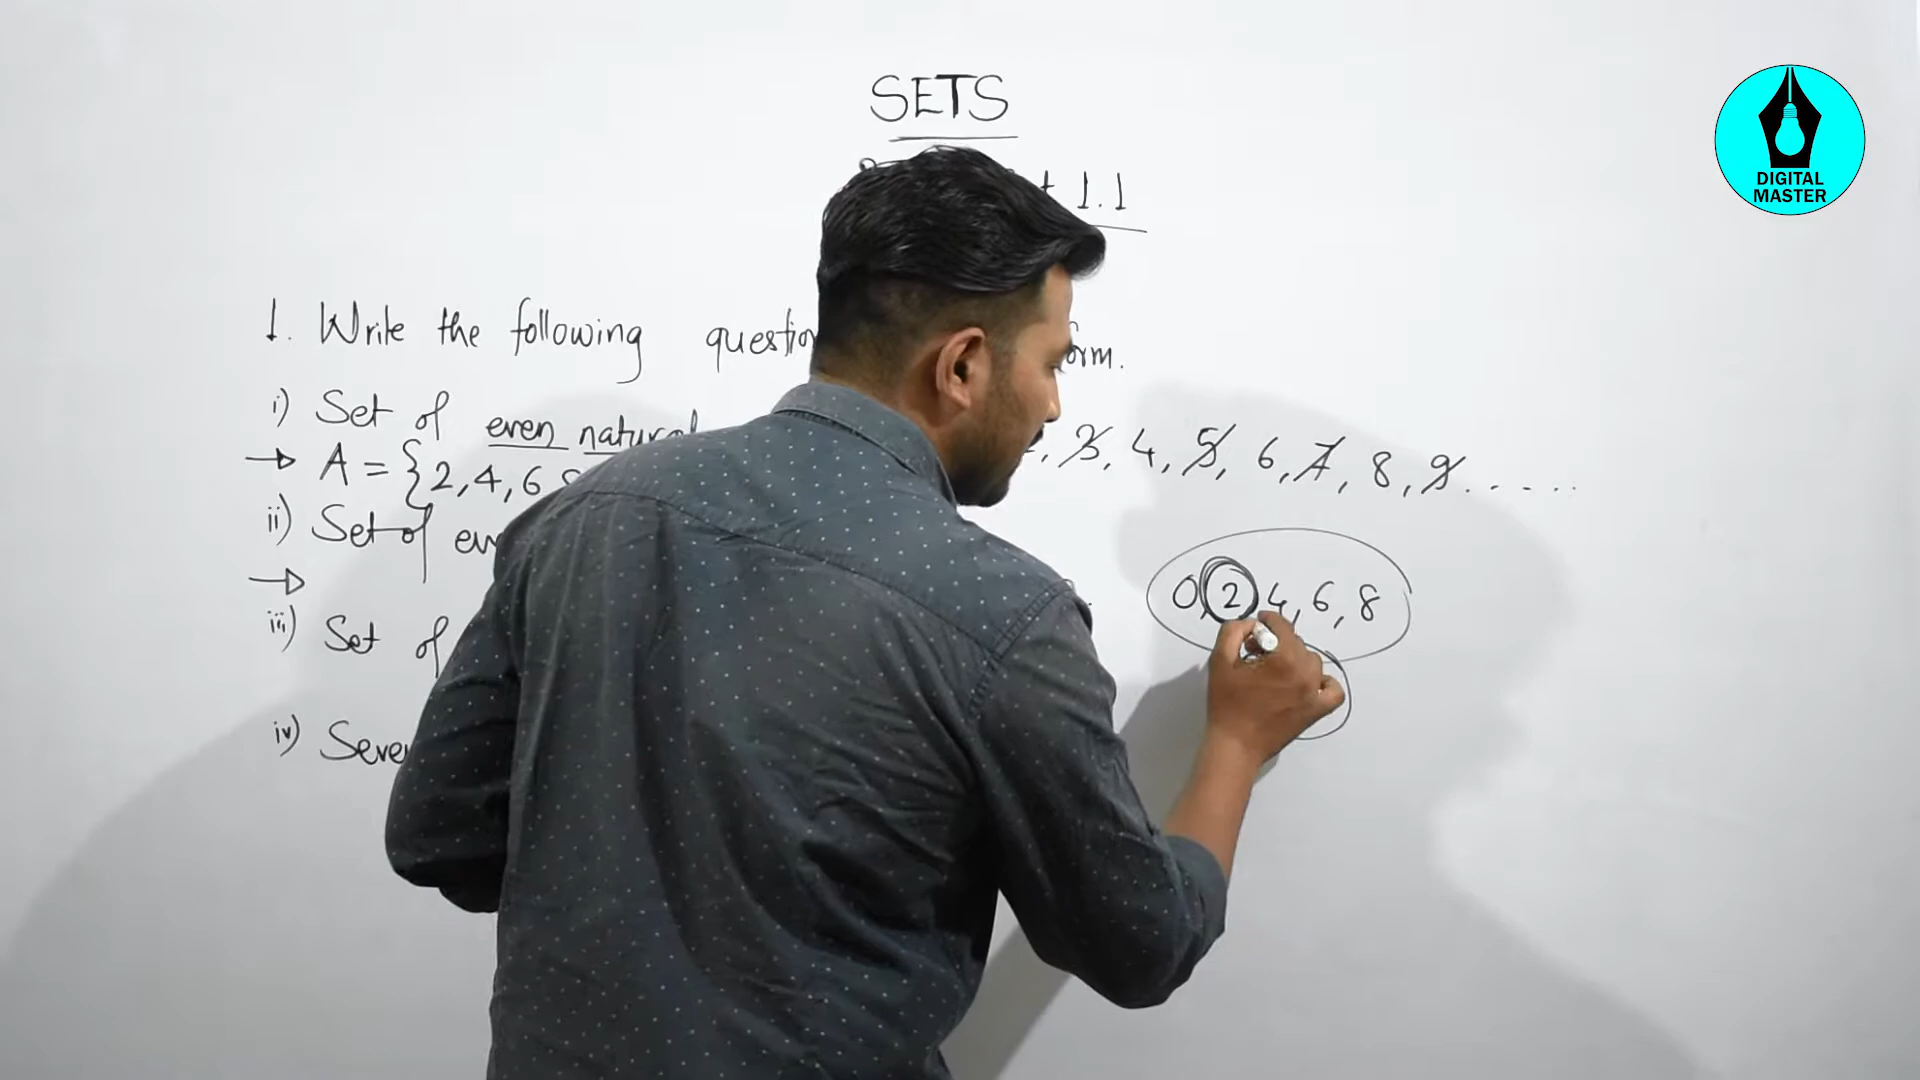 SETS
1.1
DIGITAL
MASTER
1. Write the following question orm.
i) Set of even natural
3, 4, 5, 6, 7, 8, 9.....
→ A = {2,4,6
ii) Set of
0, 2, 4, 6, 8
→
iii) Set of
iv) Seve